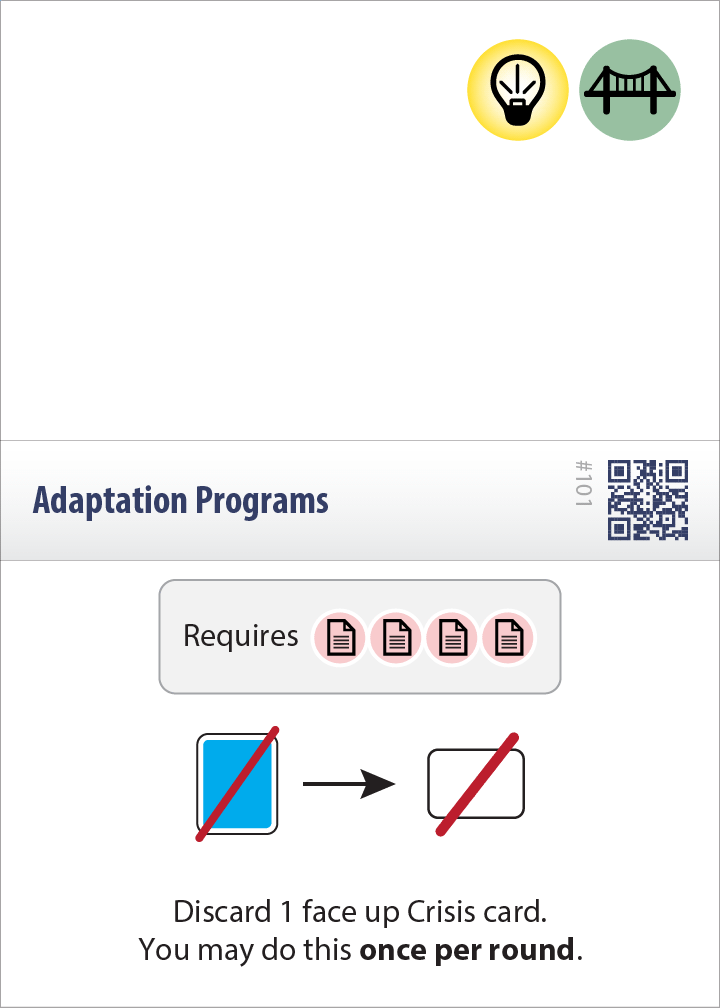 Adaptation Programs
#101
Requires
Discard 1 face up Crisis card.
You may do this once per round.